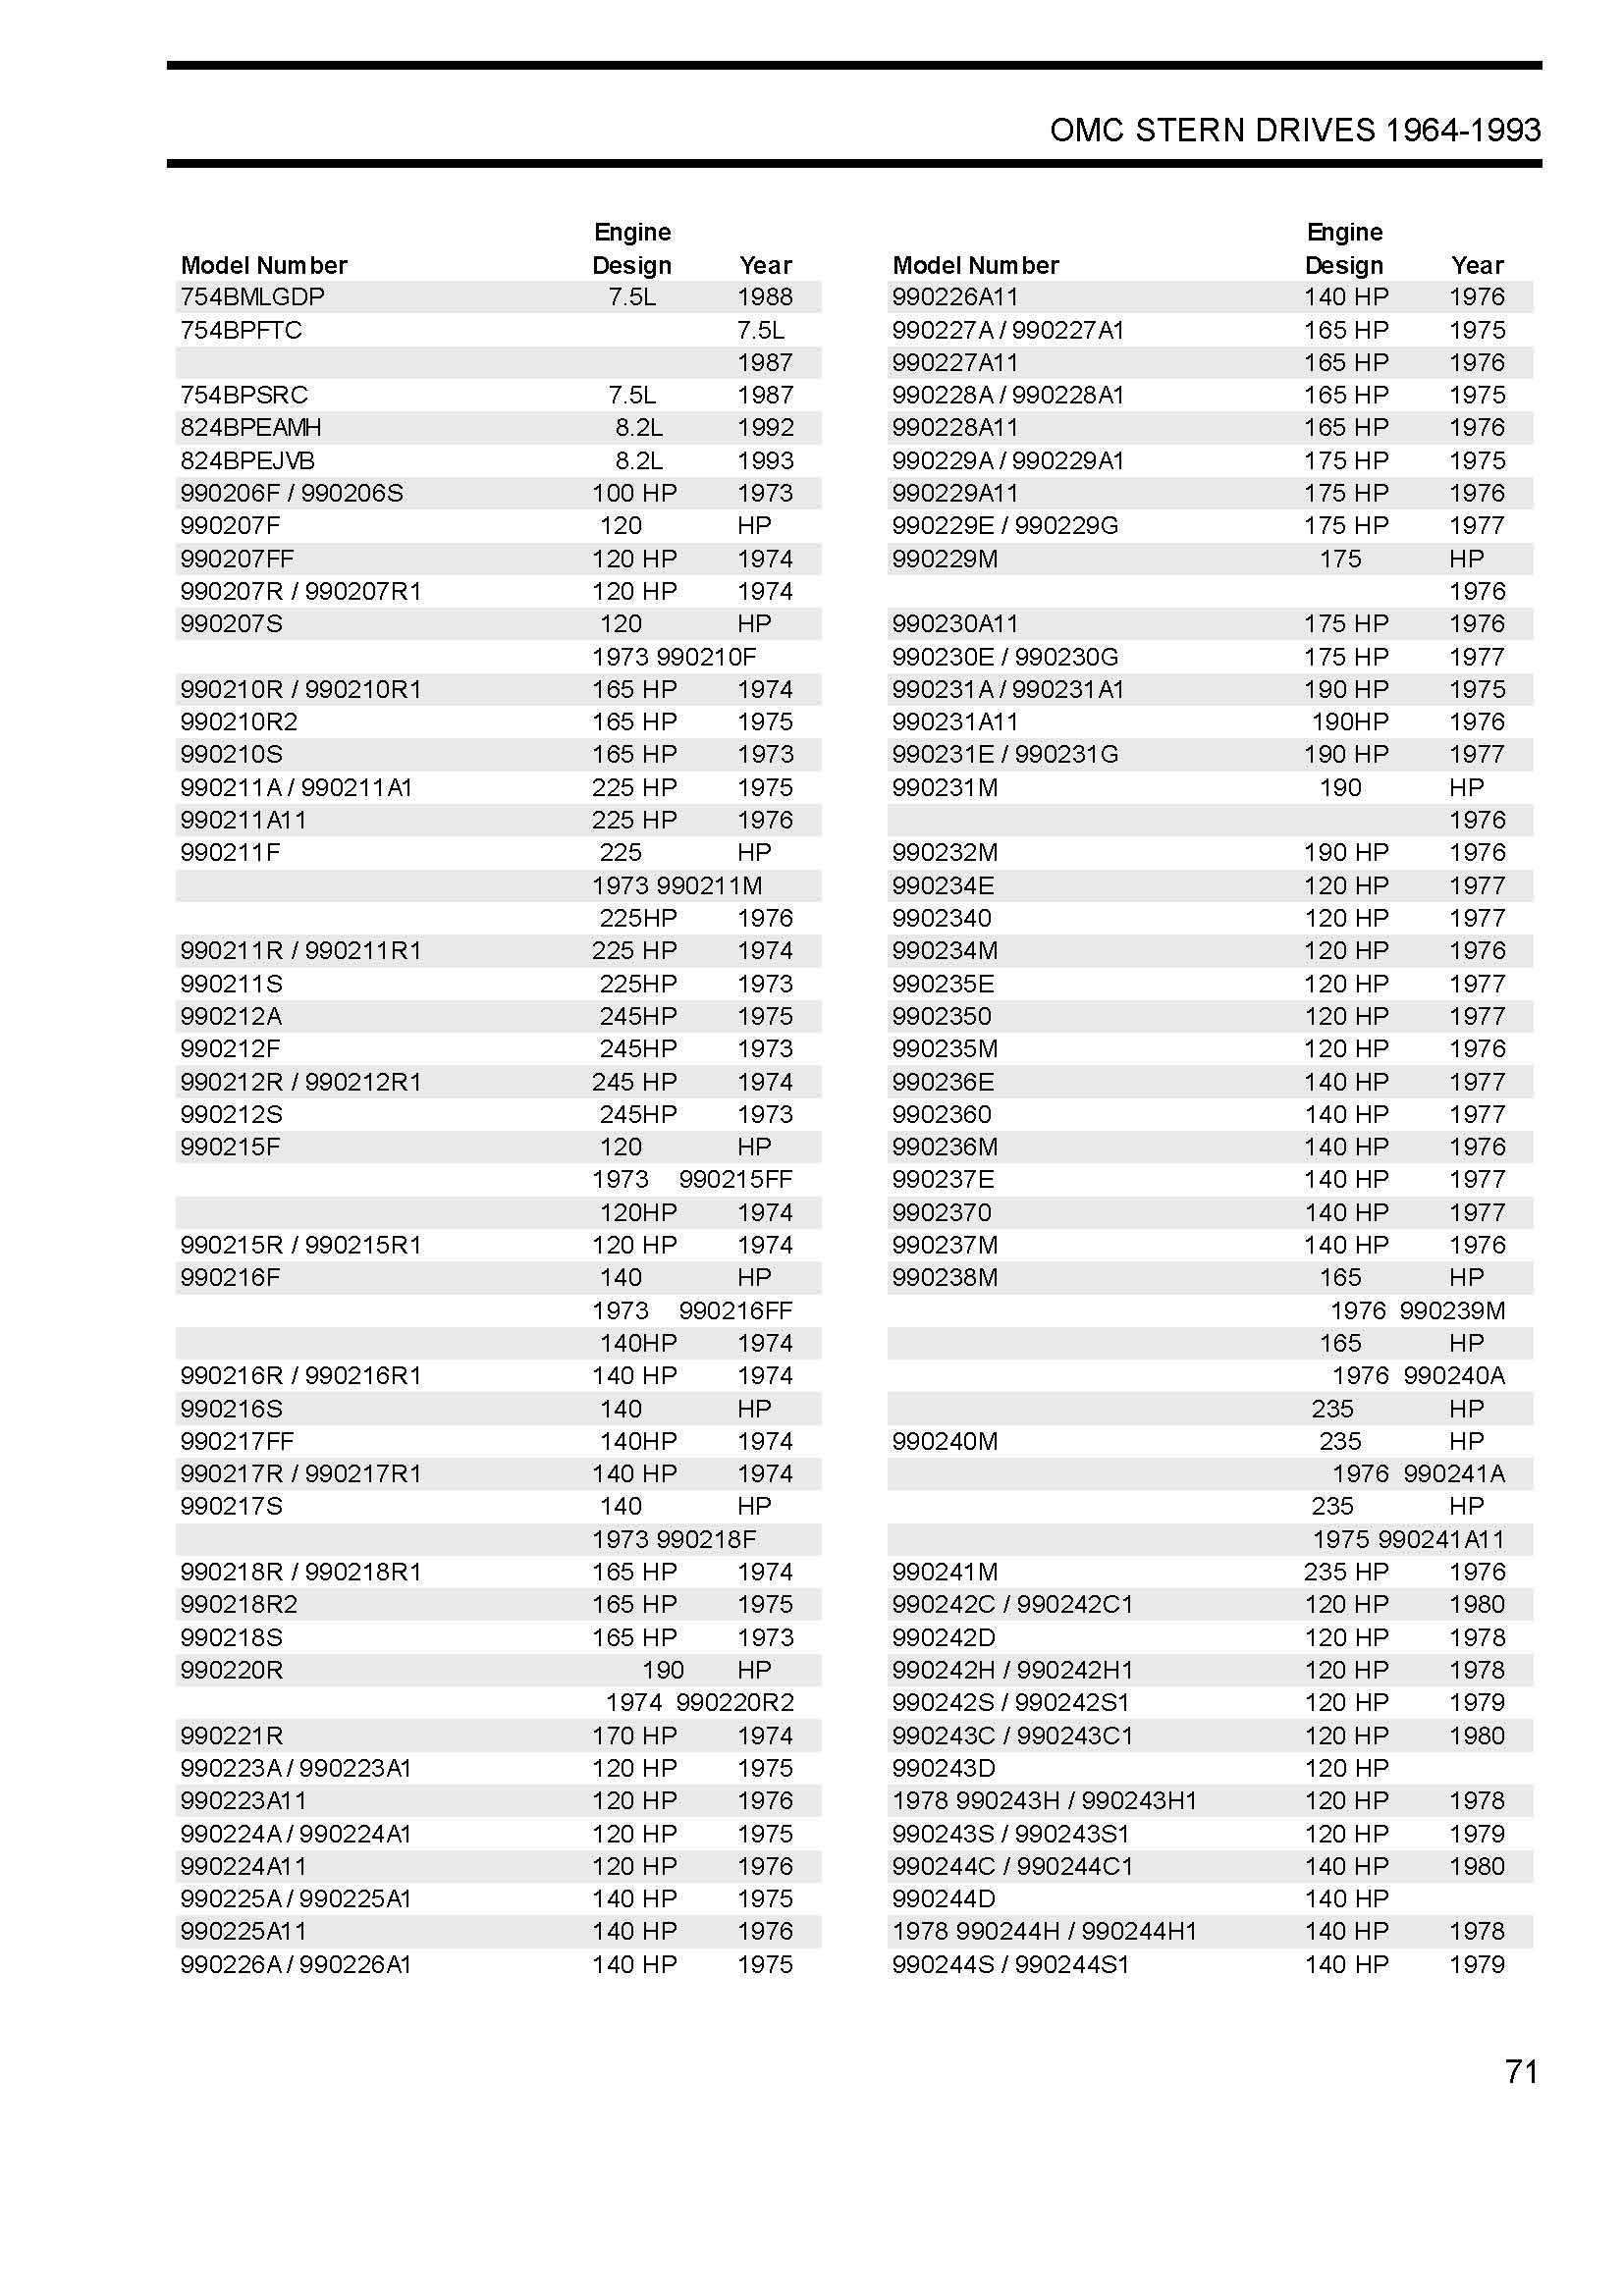 OMC STERN DRIVES 1964-1993
Engine
Model Number Design Year
754BMLGDP 7.5L 1988
754BPFTC 7.5L
1987
754BPSRC 7.5L 1987
824BPEAMH 8.2L 1992
824BPEJVB 8.2L 1993
990206F / 990206S 100 HP 1973
990207F 120 HP
990207FF 120 HP 1974
990207R / 990207R1 120 HP 1974
990207S 120 HP
1973 990210F
990210R / 990210R1 165 HP 1974
990210R2 165 HP 1975
990210S 165 HP 1973
990211A / 990211A1 225 HP 1975
990211A11 225 HP 1976
990211F 225 HP
1973 990211M
225HP 1976
990211R / 990211R1 225 HP 1974
990211S 225HP 1973
990212A 245HP 1975
990212F 245HP 1973
990212R / 990212R1 245 HP 1974
990212S 245HP 1973
990215F 120 HP
1973 990215FF
120HP 1974
990215R / 990215R1 120 HP 1974
990216F 140 HP
1973 990216FF
140HP 1974
990216R / 990216R1 140 HP 1974
990216S 140 HP
990217FF 140HP 1974
990217R / 990217R1 140 HP 1974
990217S 140 HP
1973 990218F
990218R / 990218R1 165 HP 1974
990218R2 165 HP 1975
990218S 165 HP 1973
990220R 190 HP
1974 990220R2
990221R 170 HP 1974
990223A / 990223A1 120 HP 1975
990223A11 120 HP 1976
990224A / 990224A1 120 HP 1975
990224A11 120 HP 1976
990225A / 990225A1 140 HP 1975
990225A11 140 HP 1976
990226A / 990226A1 140 HP 1975
Engine
Model Number Design Year
990226A11 140 HP 1976
990227A / 990227A1 165 HP 1975
990227A11 165 HP 1976
990228A / 990228A1 165 HP 1975
990228A11 165 HP 1976
990229A / 990229A1 175 HP 1975
990229A11 175 HP 1976
990229E / 990229G 175 HP 1977
990229M 175 HP
1976
990230A11 175 HP 1976
990230E / 990230G 175 HP 1977
990231A / 990231A1 190 HP 1975
990231A11 190HP 1976
990231E / 990231G 190 HP 1977
990231M 190 HP
1976
990232M 190 HP 1976
990234E 120 HP 1977
9902340 120 HP 1977
990234M 120 HP 1976
990235E 120 HP 1977
9902350 120 HP 1977
990235M 120 HP 1976
990236E 140 HP 1977
9902360 140 HP 1977
990236M 140 HP 1976
990237E 140 HP 1977
9902370 140 HP 1977
990237M 140 HP 1976
990238M 165 HP
1976 990239M
165 HP
1976 990240A
235 HP
990240M 235 HP
1976 990241A
235 HP
1975 990241A11
990241M 235 HP 1976
990242C / 990242C1 120 HP 1980
990242D 120 HP 1978
990242H / 990242H1 120 HP 1978
990242S / 990242S1 120 HP 1979
990243C / 990243C1 120 HP 1980
990243D 120 HP
1978 990243H / 990243H1 120 HP 1978
990243S / 990243S1 120 HP 1979
990244C / 990244C1 140 HP 1980
990244D 140 HP
1978 990244H / 990244H1 140 HP 1978
990244S / 990244S1 140 HP 1979
71